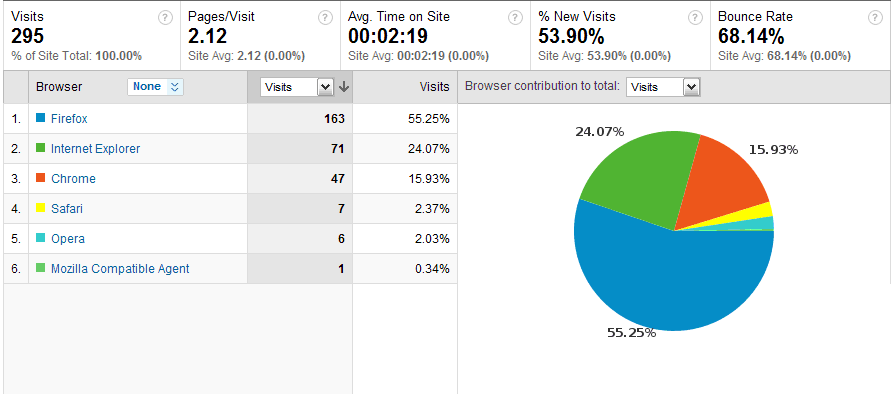 Visits ? Pages/Visit ? Avg. Time on Site ? % New Visits ? Bounce Rate ?
295 2.12 00:02:19 53.90% 68.14%
% of Site Total: 100.00% Site Avg: 2.12 (0.00%) Site Avg: 00:02:19 (0.00%) Site Avg: 53.90% (0.00%) Site Avg: 68.14% (0.00%)
Browser None Visits Visits Browser contribution to total: Visits
1. Firefox 163 55.25%
2. Internet Explorer 71 24.07%
3. Chrome 47 15.93%
4. Safari 7 2.37%
5. Opera 6 2.03%
6. Mozilla Compatible Agent 1 0.34%
24.07%
15.93%
55.25%